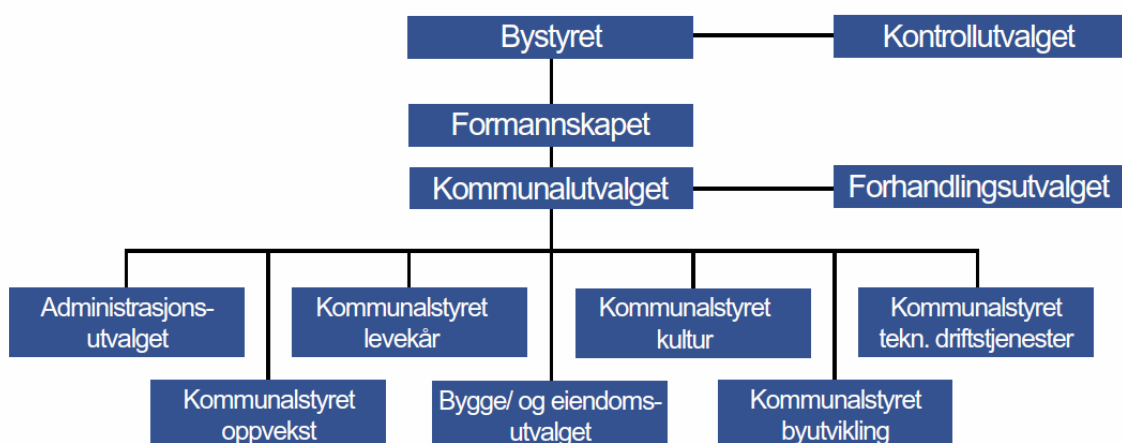 Bystyret
Kontrollutvalget
Formannskapet
Kommunalutvalget
Forhandlingsutvalget
Administrasjons-
utvalget
Kommunalstyret
levekår
Kommunalstyret
kultur
Kommunalstyret
tekn. driftstjenester
Kommunalstyret
oppvekst
Bygge/ og eiendoms-
utvalget
Kommunalstyret
byutvikling